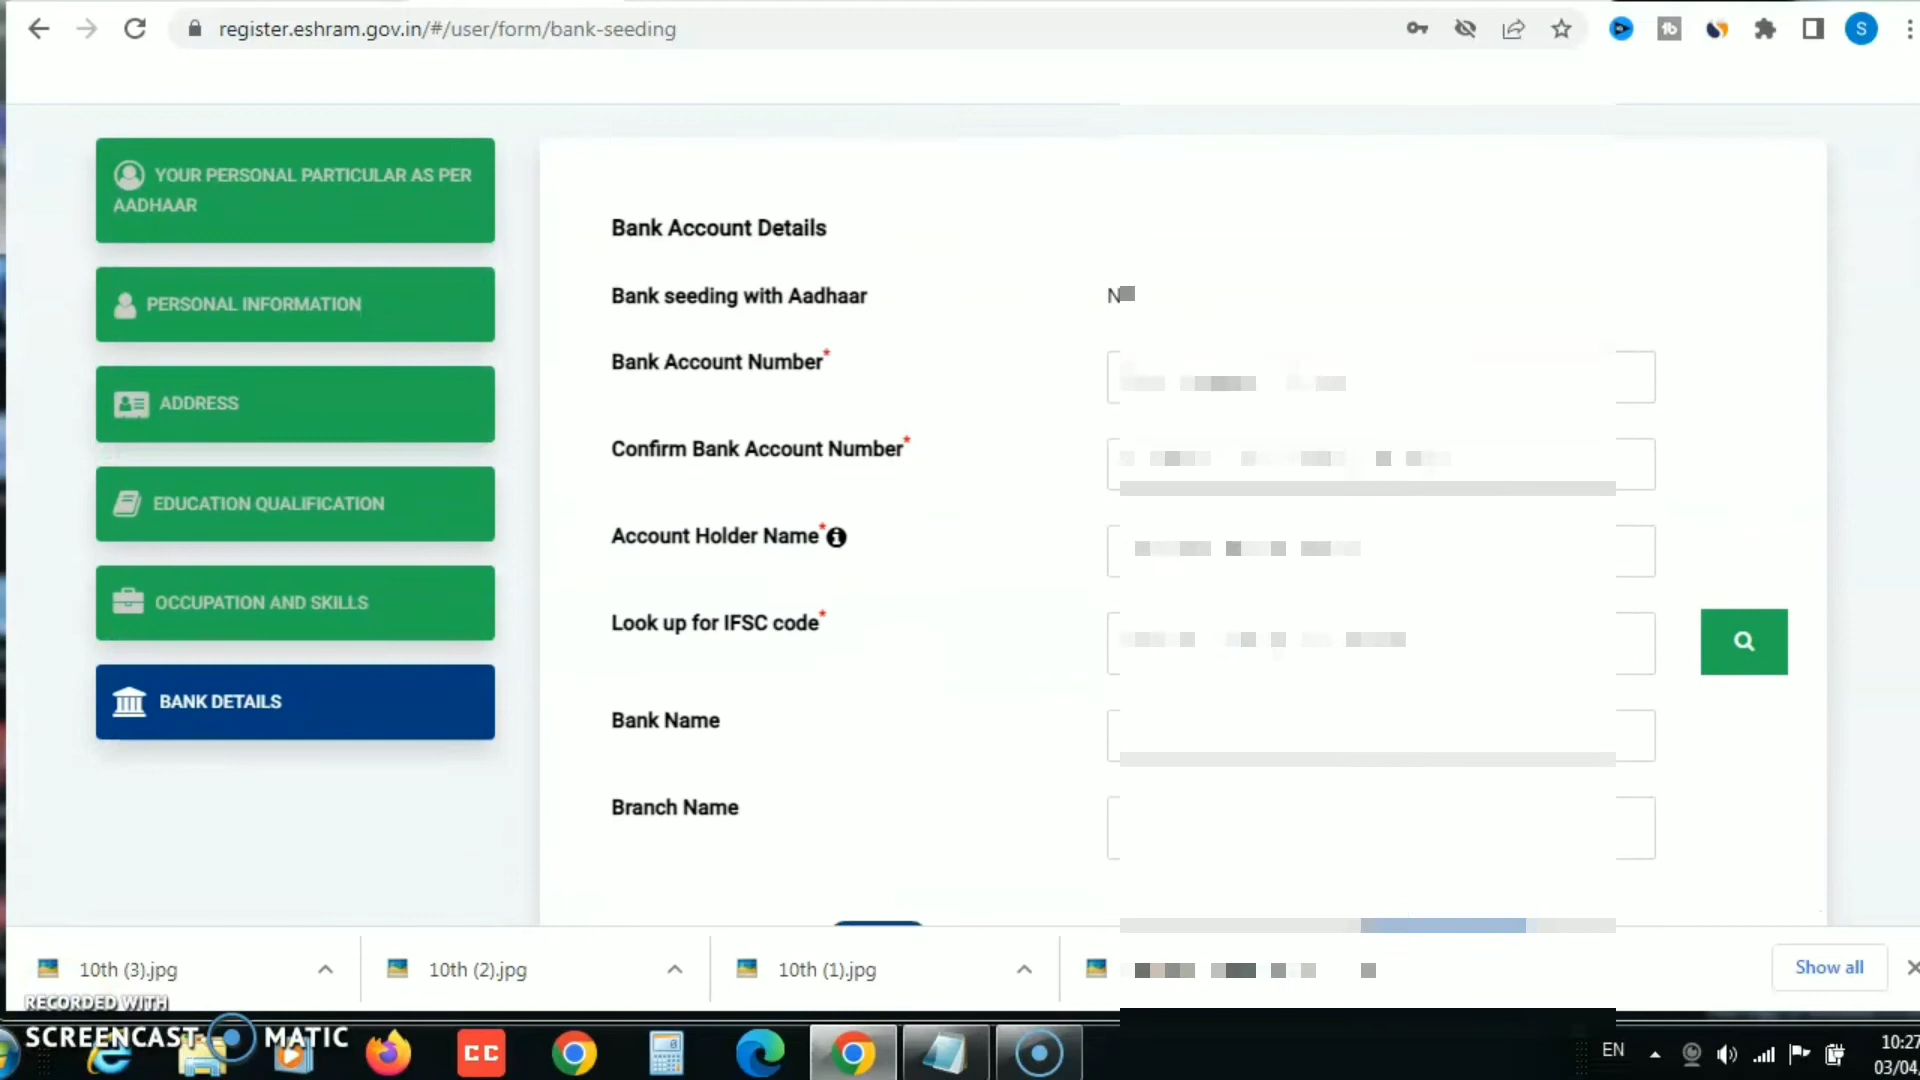 register.eshram.gov.in/#/user/form/bank-seeding
S
YOUR PERSONAL PARTICULAR AS PER
AADHAAR
PERSONAL INFORMATION
ADDRESS
EDUCATION QUALIFICATION
OCCUPATION AND SKILLS
BANK DETAILS
Bank Account Details
Bank seeding with Aadhaar
Bank Account Number*
Confirm Bank Account Number*
Account Holder Name*
Look up for IFSC code*
Bank Name
Branch Name
10th (3).jpg
10th (2).jpg
10th (1).jpg
Show all
RECORDED WITH
SCREENCAST MATIC
CC
EN
10:27
03/04